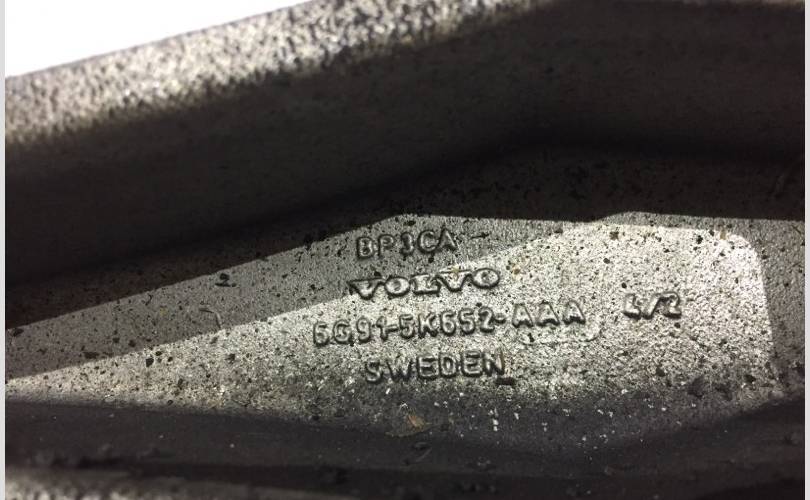 BP3CA
VOLVO
6G91-5K652-AAA L/2
SWEDEN